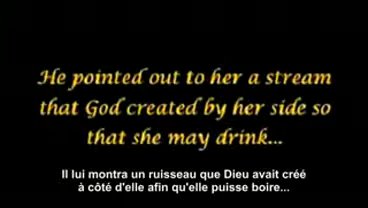 He pointed out to her a stream
that God created by her side so
that she may drink...
Il lui montra un ruisseau que Dieu avait créé
à côté d'elle afin qu'elle puisse boire...